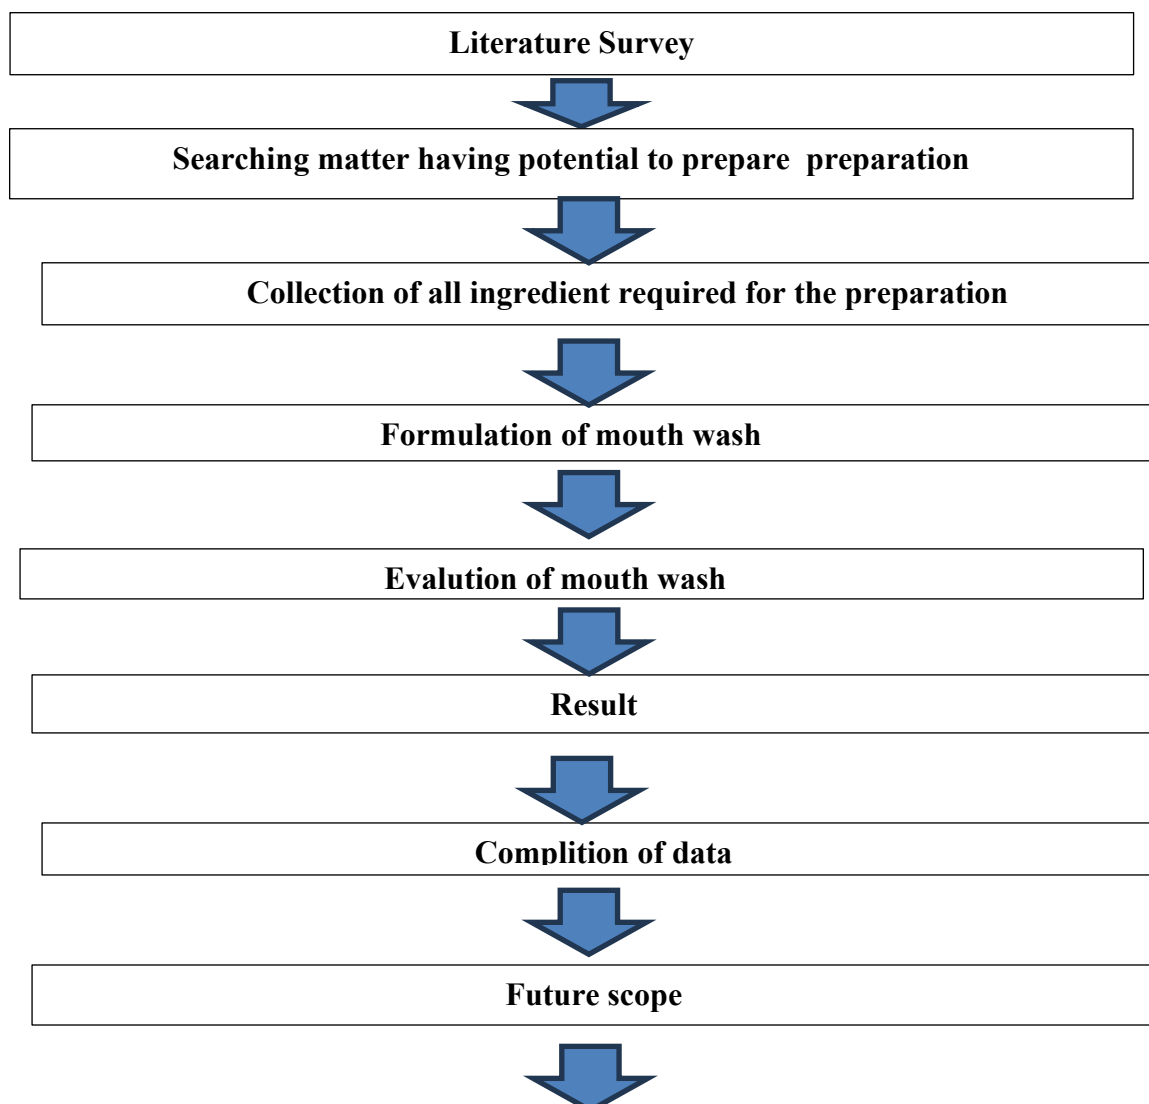 Literature Survey
Searching matter having potential to prepare  preparation
Collection of all ingredient required for the preparation
Formulation of mouth wash
Evalution of mouth wash
Result
Complition of data
Future scope